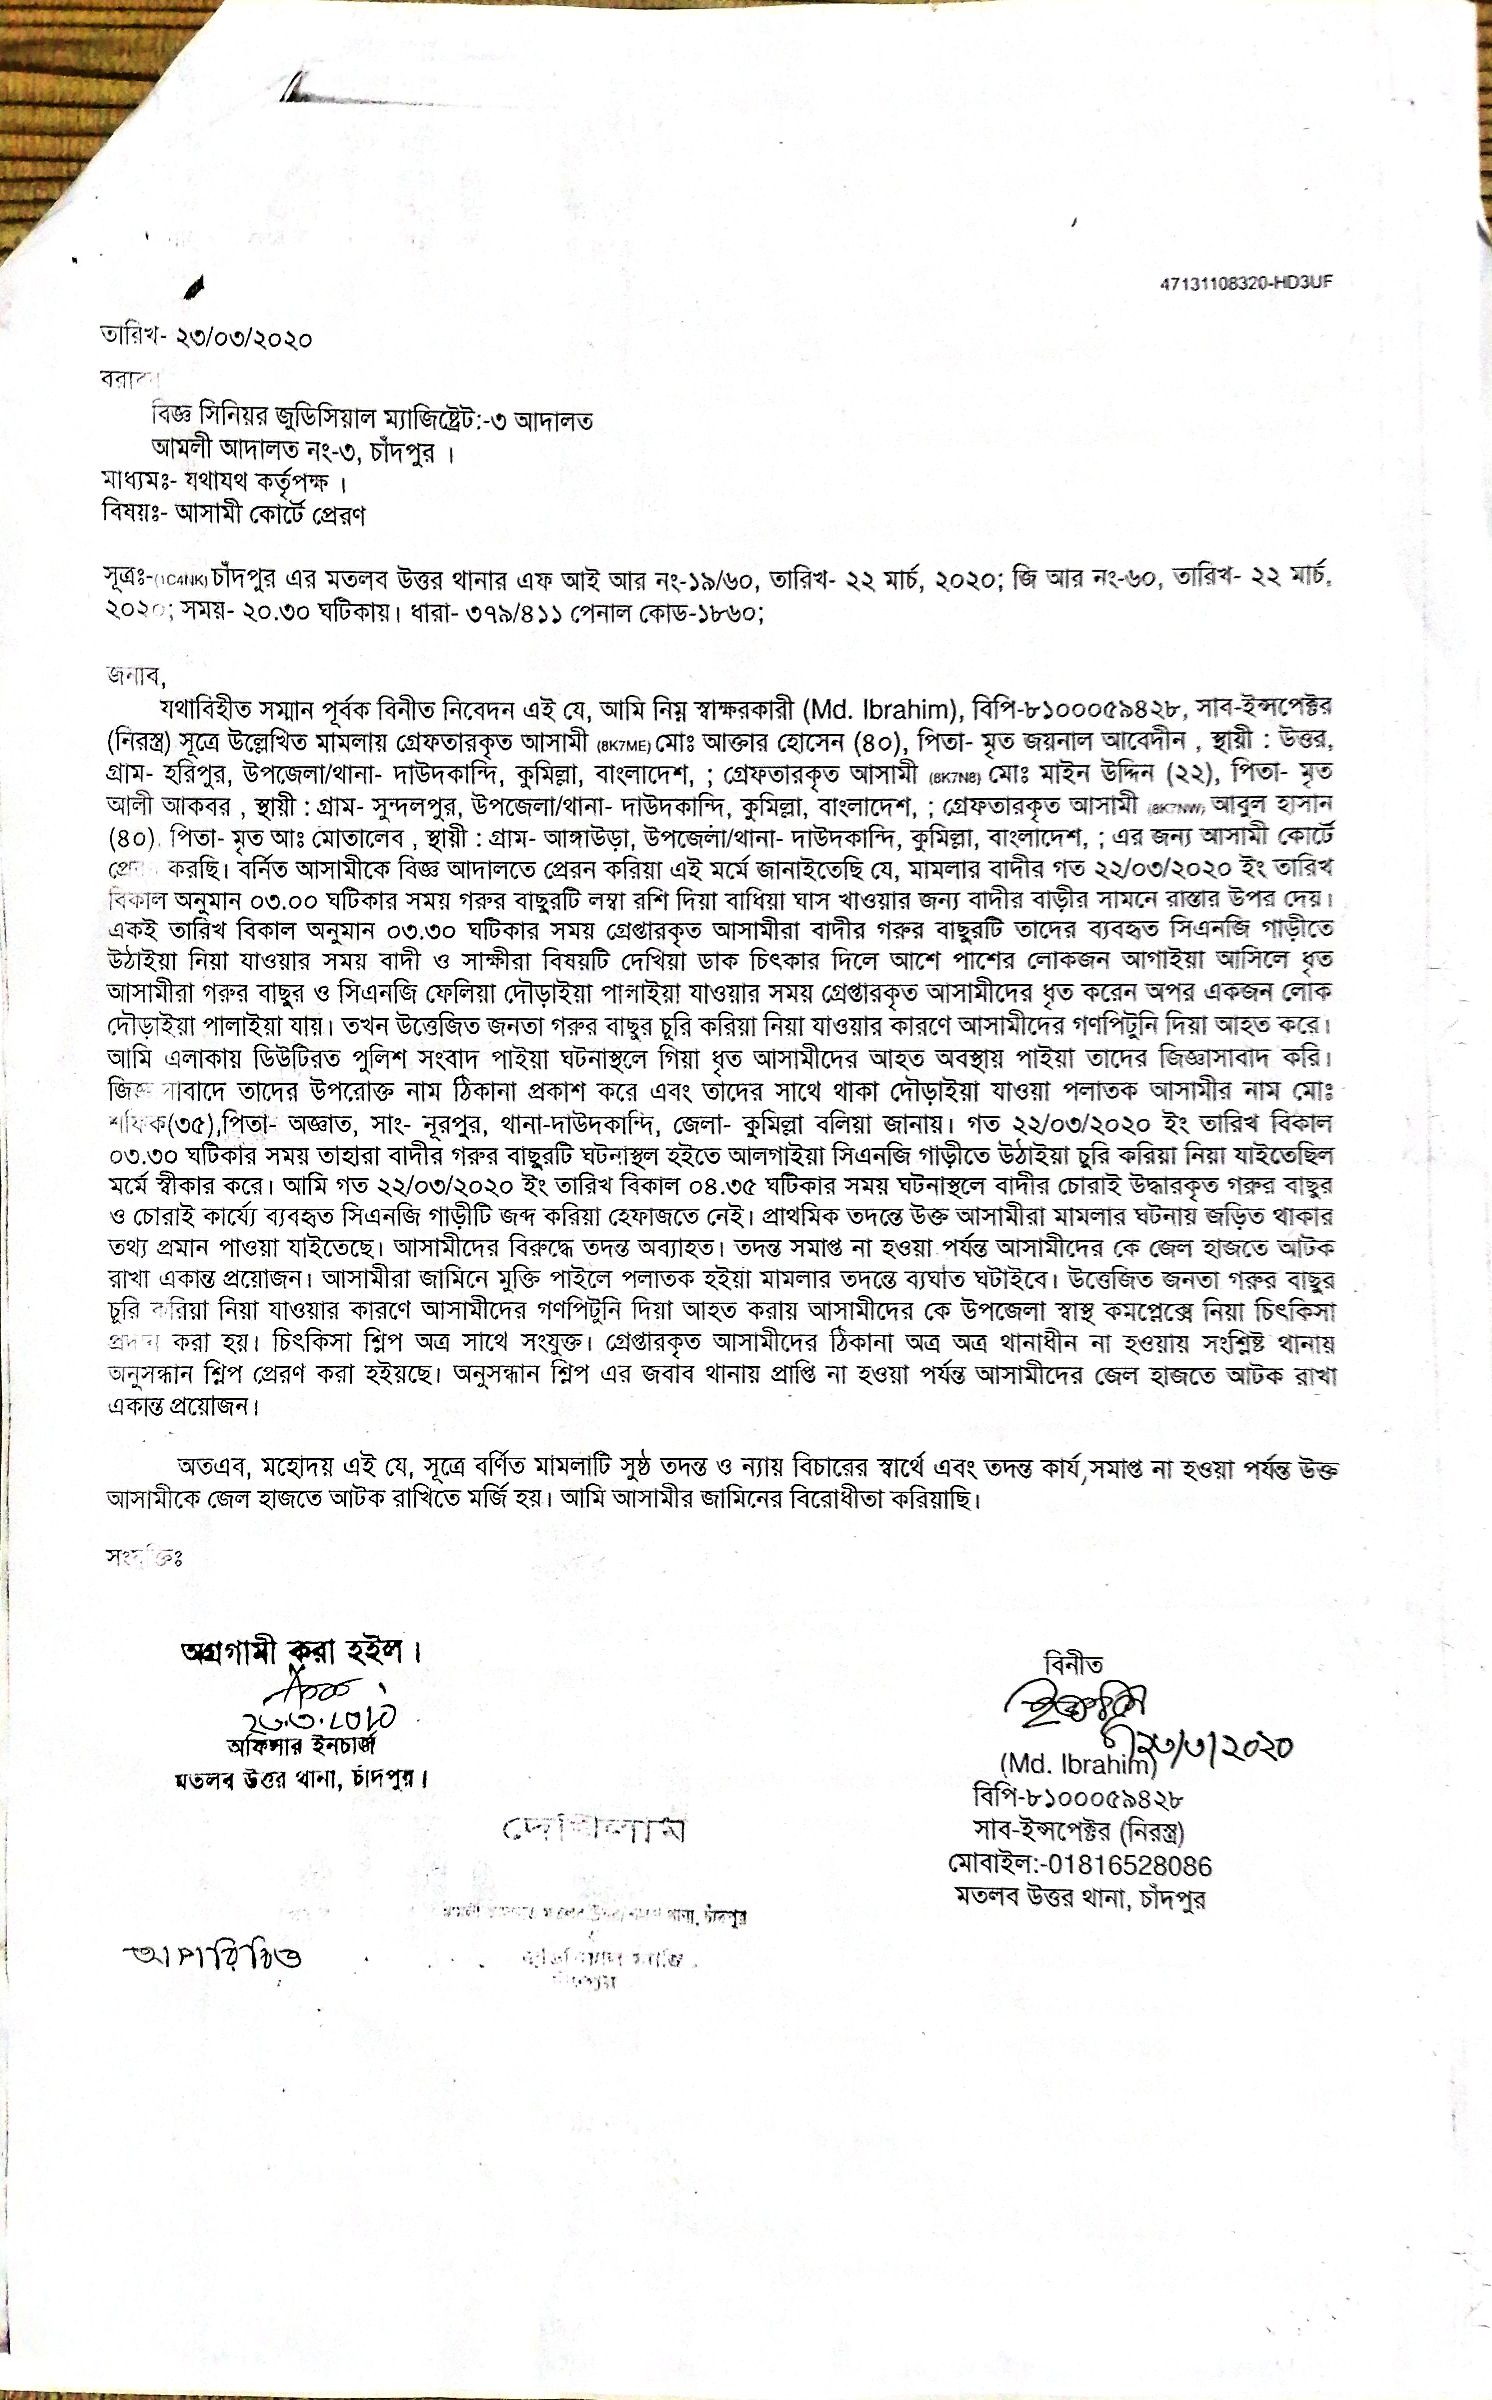 47131108320-HD3UF
তারিখ- ২৩/০৩/২০২০
বরাবর
বিজ্ঞ সিনিয়র জুডিসিয়াল ম্যাজিষ্ট্রেট:-৩ আদালত
আমলী আদালত নং-৩, চাঁদপুর ।
মাধ্যমঃ- যথাযথ কর্তৃপক্ষ ।
বিষয়ঃ- আসামী কোর্টে প্রেরণ
সূত্রঃ-(1C4NK) চাঁদপুর এর মতলব উত্তর থানার এফ আই আর নং-১৯/৬০, তারিখ- ২২ মার্চ, ২০২০; জি আর নং-৬০, তারিখ- ২২ মার্চ,
২০২০; সময়- ২০.৩০ ঘটিকায়। ধারা- ৩৭৯/৪১১ পেনাল কোড-১৮৬০;
জনাব,
যথাবিহীত সম্মান পূর্বক বিনীত নিবেদন এই যে, আমি নিম্ন স্বাক্ষরকারী (Md. Ibrahim), বিপি-৮১০০০৫৯৪২৮, সাব-ইন্সপেক্টর
(নিরস্ত্র) সূত্রে উল্লেখিত মামলায় গ্রেফতারকৃত আসামী (8K7ME) মোঃ আক্তার হোসেন (৪০), পিতা- মৃত জয়নাল আবেদীন , স্থায়ী : উত্তর,
গ্রাম- হরিপুর, উপজেলা/থানা- দাউদকান্দি, কুমিল্লা, বাংলাদেশ, ; গ্রেফতারকৃত আসামী (8K7N8) মোঃ মাইন উদ্দিন (২২), পিতা- মৃত
আলী আকবর , স্থায়ী : গ্রাম- সুন্দলপুর, উপজেলা/থানা- দাউদকান্দি, কুমিল্লা, বাংলাদেশ, ; গ্রেফতারকৃত আসামী (8K7NW) আবুল হাসান
(৪০), পিতা- মৃত আঃ মোতালেব , স্থায়ী : গ্রাম- আঙ্গাউড়া, উপজেলা/থানা- দাউদকান্দি, কুমিল্লা, বাংলাদেশ, ; এর জন্য আসামী কোর্টে
প্রেরণ করছি। বর্নিত আসামীকে বিজ্ঞ আদালতে প্রেরন করিয়া এই মর্মে জানাইতেছি যে, মামলার বাদীর গত ২২/০৩/২০২০ ইং তারিখ
বিকাল অনুমান ০৩.০০ ঘটিকার সময় গরুর বাছুরটি লম্বা রশি দিয়া বাধিয়া ঘাস খাওয়ার জন্য বাদীর বাড়ীর সামনে রাস্তার উপর দেয়।
একই তারিখ বিকাল অনুমান ০৩.৩০ ঘটিকার সময় গ্রেপ্তারকৃত আসামীরা বাদীর গরুর বাছুরটি তাদের ব্যবহৃত সিএনজি গাড়ীতে
উঠাইয়া নিয়া যাওয়ার সময় বাদী ও সাক্ষীরা বিষয়টি দেখিয়া ডাক চিৎকার দিলে আশে পাশের লোকজন আগাইয়া আসিলে ধৃত
আসামীরা গরুর বাছুর ও সিএনজি ফেলিয়া দৌড়াইয়া পালাইয়া যাওয়ার সময় গ্রেপ্তারকৃত আসামীদের ধৃত করেন অপর একজন লোক
দৌড়াইয়া পালাইয়া যায়। তখন উত্তেজিত জনতা গরুর বাছুর চুরি করিয়া নিয়া যাওয়ার কারণে আসামীদের গণপিটুনি দিয়া আহত করে।
আমি এলাকায় ডিউটিরত পুলিশ সংবাদ পাইয়া ঘটনাস্থলে গিয়া ধৃত আসামীদের আহত অবস্থায় পাইয়া তাদের জিজ্ঞাসাবাদ করি।
জিজ্ঞাসাবাদে তাদের উপরোক্ত নাম ঠিকানা প্রকাশ করে এবং তাদের সাথে থাকা দৌড়াইয়া যাওয়া পলাতক আসামীর নাম মোঃ
শফিক(৩৫),পিতা- অজ্ঞাত, সাং- নূরপুর, থানা-দাউদকান্দি, জেলা- কুমিল্লা বলিয়া জানায়। গত ২২/০৩/২০২০ ইং তারিখ বিকাল
০৩.৩০ ঘটিকার সময় তাহারা বাদীর গরুর বাছুরটি ঘটনাস্থল হইতে আলগাইয়া সিএনজি গাড়ীতে উঠাইয়া চুরি করিয়া নিয়া যাইতেছিল
মর্মে স্বীকার করে। আমি গত ২২/০৩/২০২০ ইং তারিখ বিকাল ০৪.৩৫ ঘটিকার সময় ঘটনাস্থলে বাদীর চোরাই উদ্ধারকৃত গরুর বাছুর
ও চোরাই কার্য্যে ব্যবহৃত সিএনজি গাড়ীটি জব্দ করিয়া হেফাজতে নেই। প্রাথমিক তদন্তে উক্ত আসামীরা মামলার ঘটনায় জড়িত থাকার
তথ্য প্রমান পাওয়া যাইতেছে। আসামীদের বিরুদ্ধে তদন্ত অব্যাহত। তদন্ত সমাপ্ত না হওয়া পর্যন্ত আসামীদের কে জেল হাজতে আটক
রাখা একান্ত প্রয়োজন। আসামীরা জামিনে মুক্তি পাইলে পলাতক হইয়া মামলার তদন্তে ব্যঘাত ঘটাইবে। উত্তেজিত জনতা গরুর বাছুর
চুরি করিয়া নিয়া যাওয়ার কারণে আসামীদের গণপিটুনি দিয়া আহত করায় আসামীদের কে উপজেলা স্বাস্থ কমপ্লেক্সে নিয়া চিৎকিসা
প্রদান করা হয়। চিৎকিসা শ্লিপ অত্র সাথে সংযুক্ত। গ্রেপ্তারকৃত আসামীদের ঠিকানা অত্র অত্র থানাধীন না হওয়ায় সংশ্লিষ্ট থানায়
অনুসন্ধান শ্লিপ প্রেরণ করা হইয়ছে। অনুসন্ধান শ্লিপ এর জবাব থানায় প্রাপ্তি না হওয়া পর্যন্ত আসামীদের জেল হাজতে আটক রাখা
একান্ত প্রয়োজন।
অতএব, মহোদয় এই যে, সূত্রে বর্ণিত মামলাটি সুষ্ঠ তদন্ত ও ন্যায় বিচারের স্বার্থে এবং তদন্ত কার্য সমাপ্ত না হওয়া পর্যন্ত উক্ত
আসামীকে জেল হাজতে আটক রাখিতে মর্জি হয়। আমি আসামীর জামিনের বিরোধীতা করিয়াছি।
সংযুক্তিঃ
অগ্রগামী করা হইল ।
২৩.৩.২০২০
অফিসার ইনচার্জ
মতলব উত্তর থানা, চাঁদপুর।
বিনীত
২৩/৩/২০২০
(Md. Ibrahim)
বিপি-৮১০০০৫৯৪২৮
সাব-ইন্সপেক্টর (নিরস্ত্র)
মোবাইল:-01816528086
মতলব উত্তর থানা, চাঁদপুর
দেখিলাম
থানা, চাঁদপুর